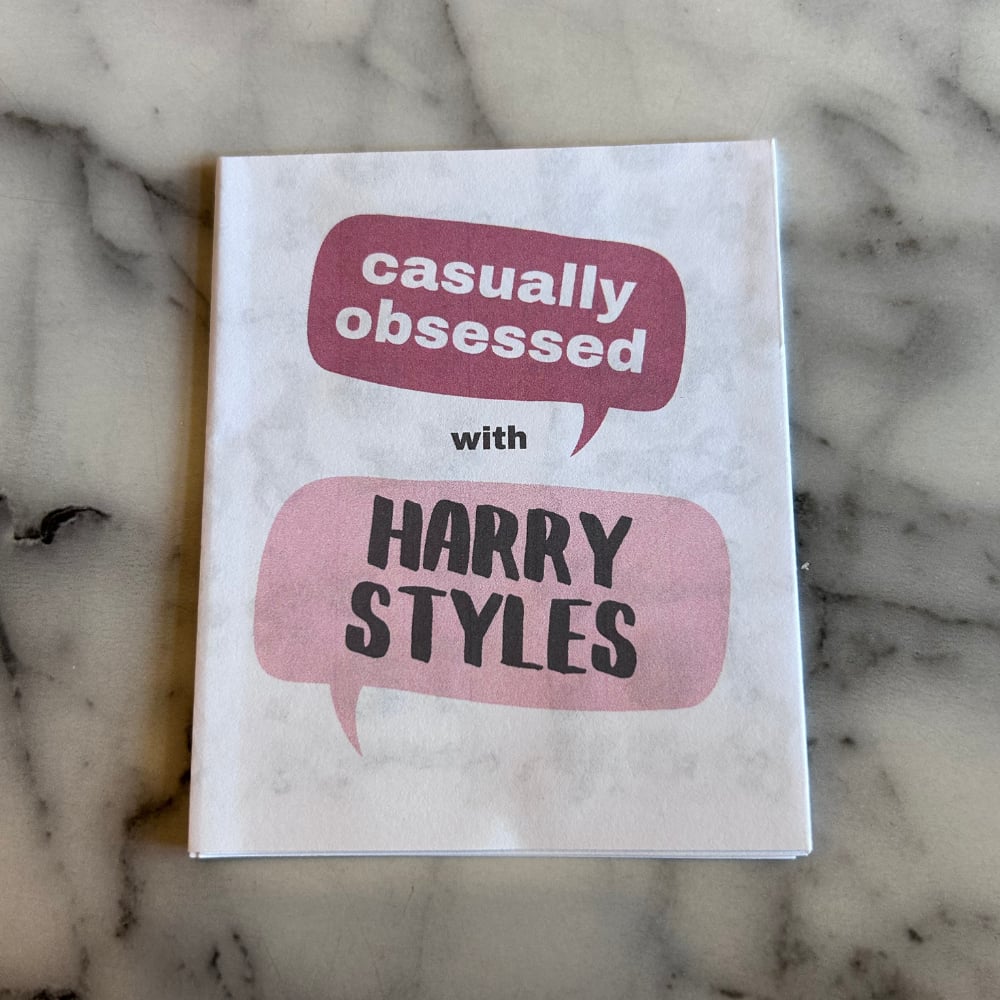 casually
obsessed
with
HARRY
STYLES